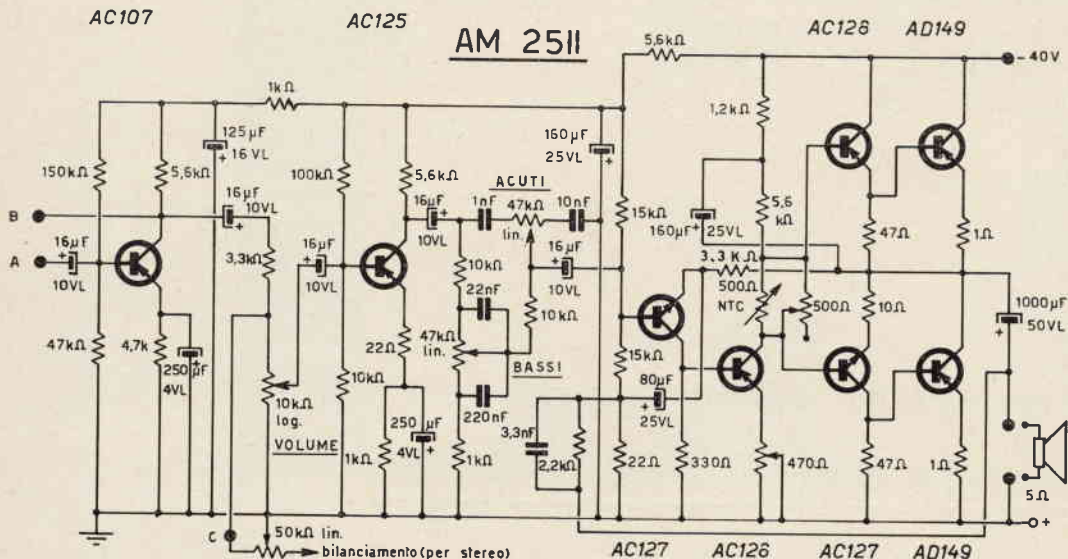 AC107
AC125
AM 25II
AC126
AD149
5,6kΩ
- 40V
1kΩ
1,2kΩ
125µF
16VL
160µF
25VL
150kΩ
5,6kΩ
100kΩ
5,6kΩ
ACUTI
1nF
47kΩ
10nF
lin.
16µF
10VL
16µF
10VL
15kΩ
5,6
kΩ
160µF
25VL
47Ω
1Ω
B
A
16µF
10VL
3,3kΩ
16µF
10VL
10kΩ
16µF
10VL
3.3KΩ
500Ω
NTC
500Ω
10Ω
1000µF
50VL
22nF
10kΩ
47kΩ
lin.
BASSI
22Ω
15kΩ
80µF
25VL
47kΩ
4,7k
250µF
4VL
10kΩ
log.
VOLUME
10kΩ
250µF
4VL
220nF
3,3nF
2,2kΩ
1kΩ
1kΩ
22Ω
330Ω
470Ω
47Ω
1Ω
5Ω
+
C
50kΩ lin.
bilanciamento (per stereo)
AC127
AC126
AC127
AD149